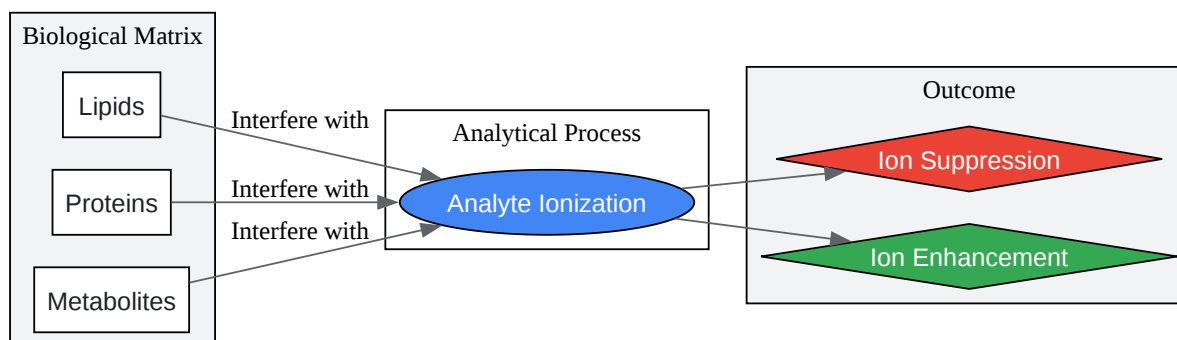 Biological Matrix
Lipids
Proteins
Metabolites
Interfere with
Interfere with
Interfere with
Analytical Process
Analyte Ionization
Outcome
Ion Suppression
Ion Enhancement